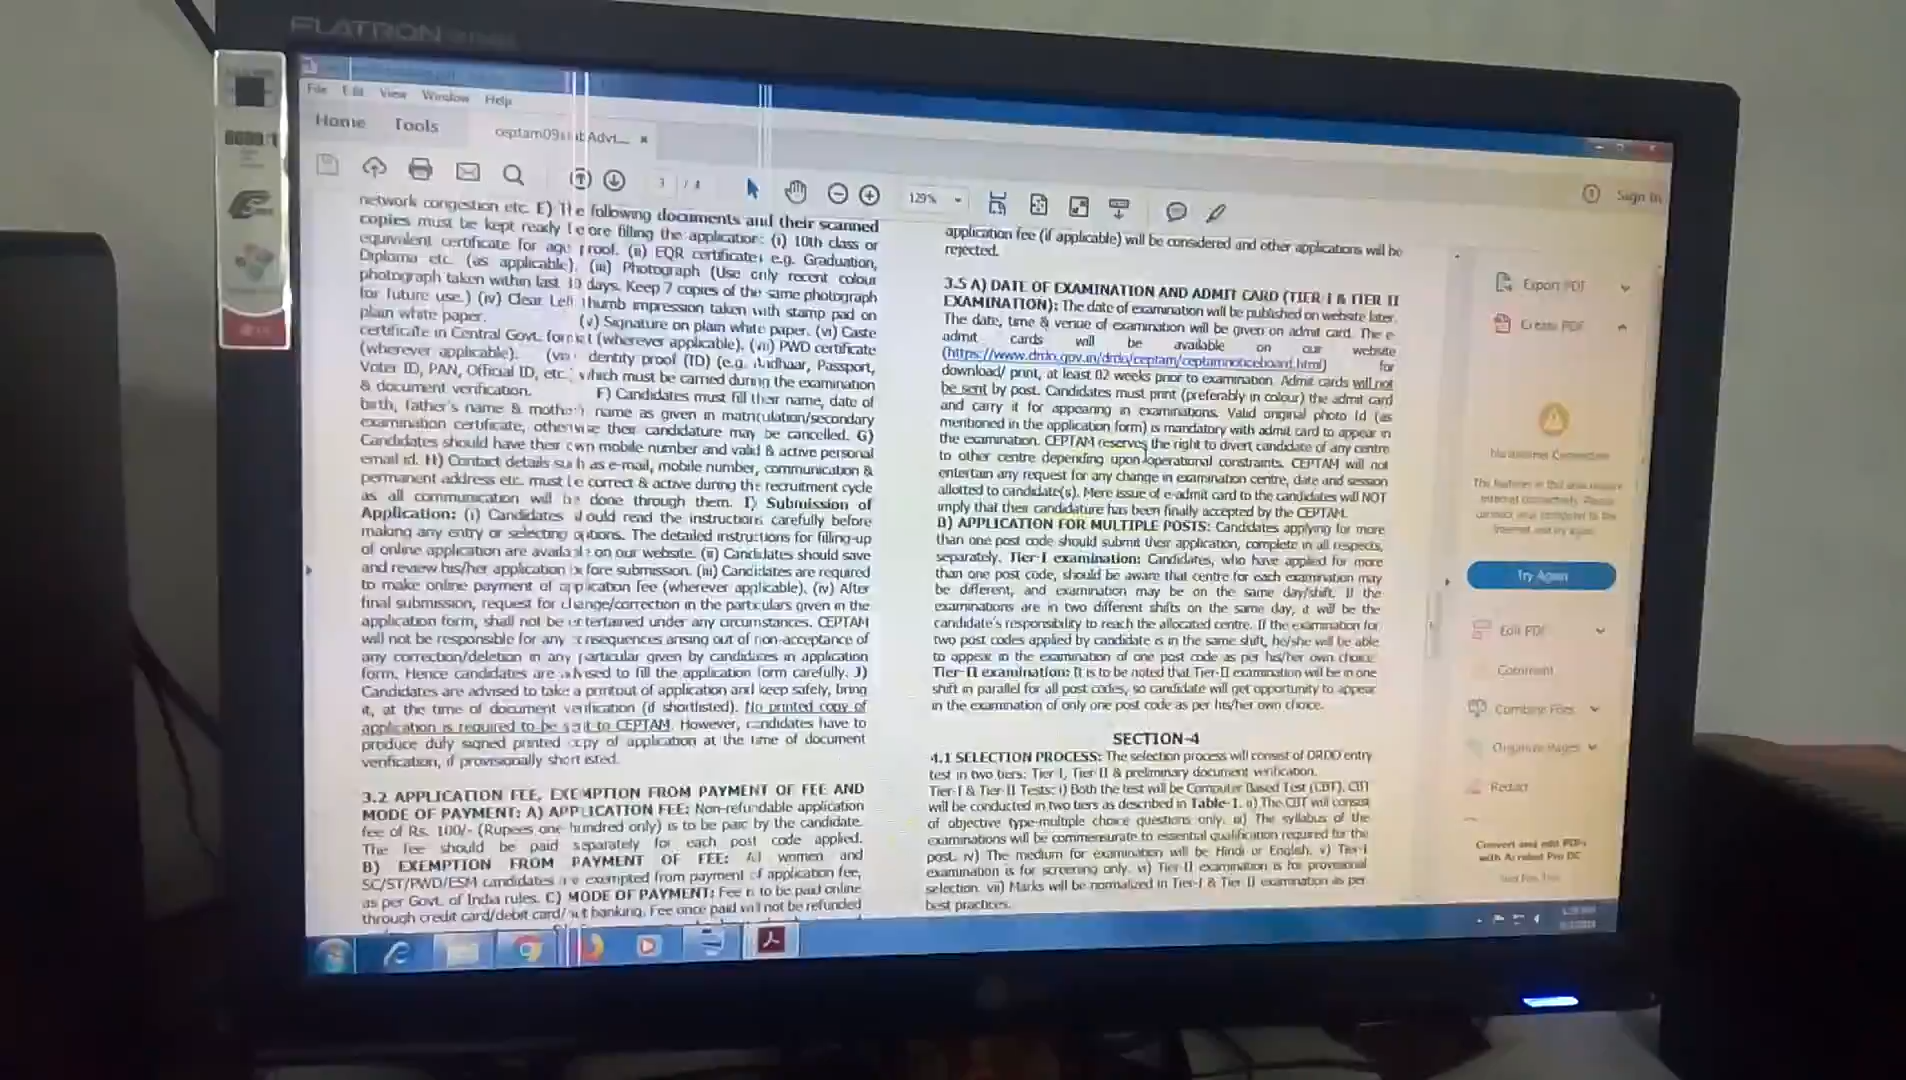 FLATRON
File Edit View Window Help
Home Tools
3 / 4
129%
Sign In
network congestion etc. E) The following documents and their scanned
copies must be kept ready before filling the application: (i) 10th class or
equivalent certificate for age proof. (ii) EQR certificates e.g. Graduation,
Diploma etc. (as applicable). (iii) Photograph (Use only recent colour
photograph taken within last days. Keep 7 copies of the same photograph
for future use.) (iv) Clear Left thumb impression taken with stamp pad on
plain white paper. (v) Signature on plain white paper. (vi) Caste
certificate in Central Govt. format (wherever applicable). (vii) PWD certificate
(wherever applicable). (viii) Identity proof (ID) (e.g. Aadhaar, Passport,
Voter ID, PAN, Official ID, etc.) which must be carried during the examination
& document verification. F) Candidates must fill their name, date of
birth, father's name & mother's name as given in matriculation/secondary
examination certificate, otherwise their candidature may be cancelled. G)
Candidates should have their own mobile number and valid & active personal
email id. H) Contact details such as e-mail, mobile number, communication &
permanent address etc. must be correct & active during the recruitment cycle
as all communication will be done through them. I) Submission of
Application: (i) Candidates should read the instructions carefully before
making any entry or selecting options. The detailed instructions for filling-up
of online application are available on our website. (ii) Candidates should save
and review his/her application before submission. (iii) Candidates are required
to make online payment of application fee (wherever applicable). (iv) After
final submission, request for change/correction in the particulars given in the
application form, shall not be entertained under any circumstances. CEPTAM
will not be responsible for any consequences arising out of non-acceptance of
any correction/deletion in any particular given by candidates in application
form. Hence candidates are advised to fill the application form carefully. J)
Candidates are advised to take a printout of application and keep safely, bring
it, at the time of document verification (if shortlisted). No printed copy of
application is required to be sent to CEPTAM. However, candidates have to
produce duly signed printed copy of application at the time of document
verification, if provisionally shortlisted.
3.2 APPLICATION FEE, EXEMPTION FROM PAYMENT OF FEE AND
MODE OF PAYMENT: A) APPLICATION FEE: Non-refundable application
fee of Rs. 100/- (Rupees one hundred only) is to be paid by the candidate.
The fee should be paid separately for each post code applied.
B) EXEMPTION FROM PAYMENT OF FEE: All women and
SC/ST/PWD/ESM candidates are exempted from payment of application fee,
as per Govt. of India rules. C) MODE OF PAYMENT: Fee is to be paid online
through credit card/debit card/net banking. Fee once paid will not be refunded
application fee (if applicable) will be considered and other applications will be
rejected.
3.5 A) DATE OF EXAMINATION AND ADMIT CARD (TIER-I & TIER II
EXAMINATION): The date of examination will be published on website later.
The date, time & venue of examination will be given on admit card. The e-
admit cards will be available on our website
(https://www.drdo.gov.in/drdo/ceptam/ceptamnoticeboard.html) for
download/ print, at least 02 weeks prior to examination. Admit cards will not
be sent by post. Candidates must print (preferably in colour) the admit card
and carry it for appearing in examinations. Valid original photo Id (as
mentioned in the application form) is mandatory with admit card to appear in
the examination. CEPTAM reserves the right to divert candidate of any centre
to other centre depending upon operational constraints. CEPTAM will not
entertain any request for any change in examination centre, date and session
allotted to candidate(s). Mere issue of e-admit card to the candidates will NOT
imply that their candidature has been finally accepted by the CEPTAM.
B) APPLICATION FOR MULTIPLE POSTS: Candidates applying for more
than one post code should submit their application, complete in all respects,
separately. Tier-I examination: Candidates, who have applied for more
than one post code, should be aware that centre for each examination may
be different, and examination may be on the same day/shift. If the
examinations are in two different shifts on the same day, it will be the
candidate's responsibility to reach the allocated centre. If the examination for
two post codes applied by candidate is in the same shift, he/she will be able
to appear in the examination of one post code as per his/her own choice.
Tier-II examination: It is to be noted that Tier-II examination will be in one
shift in parallel for all post codes, so candidate will get opportunity to appear
in the examination of only one post code as per his/her own choice.
SECTION-4
4.1 SELECTION PROCESS: The selection process will consist of DRDO entry
test in two tiers: Tier I, Tier II & preliminary document verification.
Tier-I & Tier-II Tests: i) Both the test will be Computer Based Test (CBT). CBT
will be conducted in two tiers as described in Table-1. ii) The CBT will consist
of objective type-multiple choice questions only. iii) The syllabus of the
examinations will be commensurate to essential qualification required for the
post. iv) The medium for examination will be Hindi or English. v) Tier-I
examination is for screening only. vi) Tier-II examination is for provisional
selection. vii) Marks will be normalized in Tier-I & Tier II examination as per
best practices.
Export PDF
Create PDF
Try Again
Edit PDF
Comment
Combine Files
Organize Pages
Redact
Convert and edit PDFs
with Acrobat Pro DC